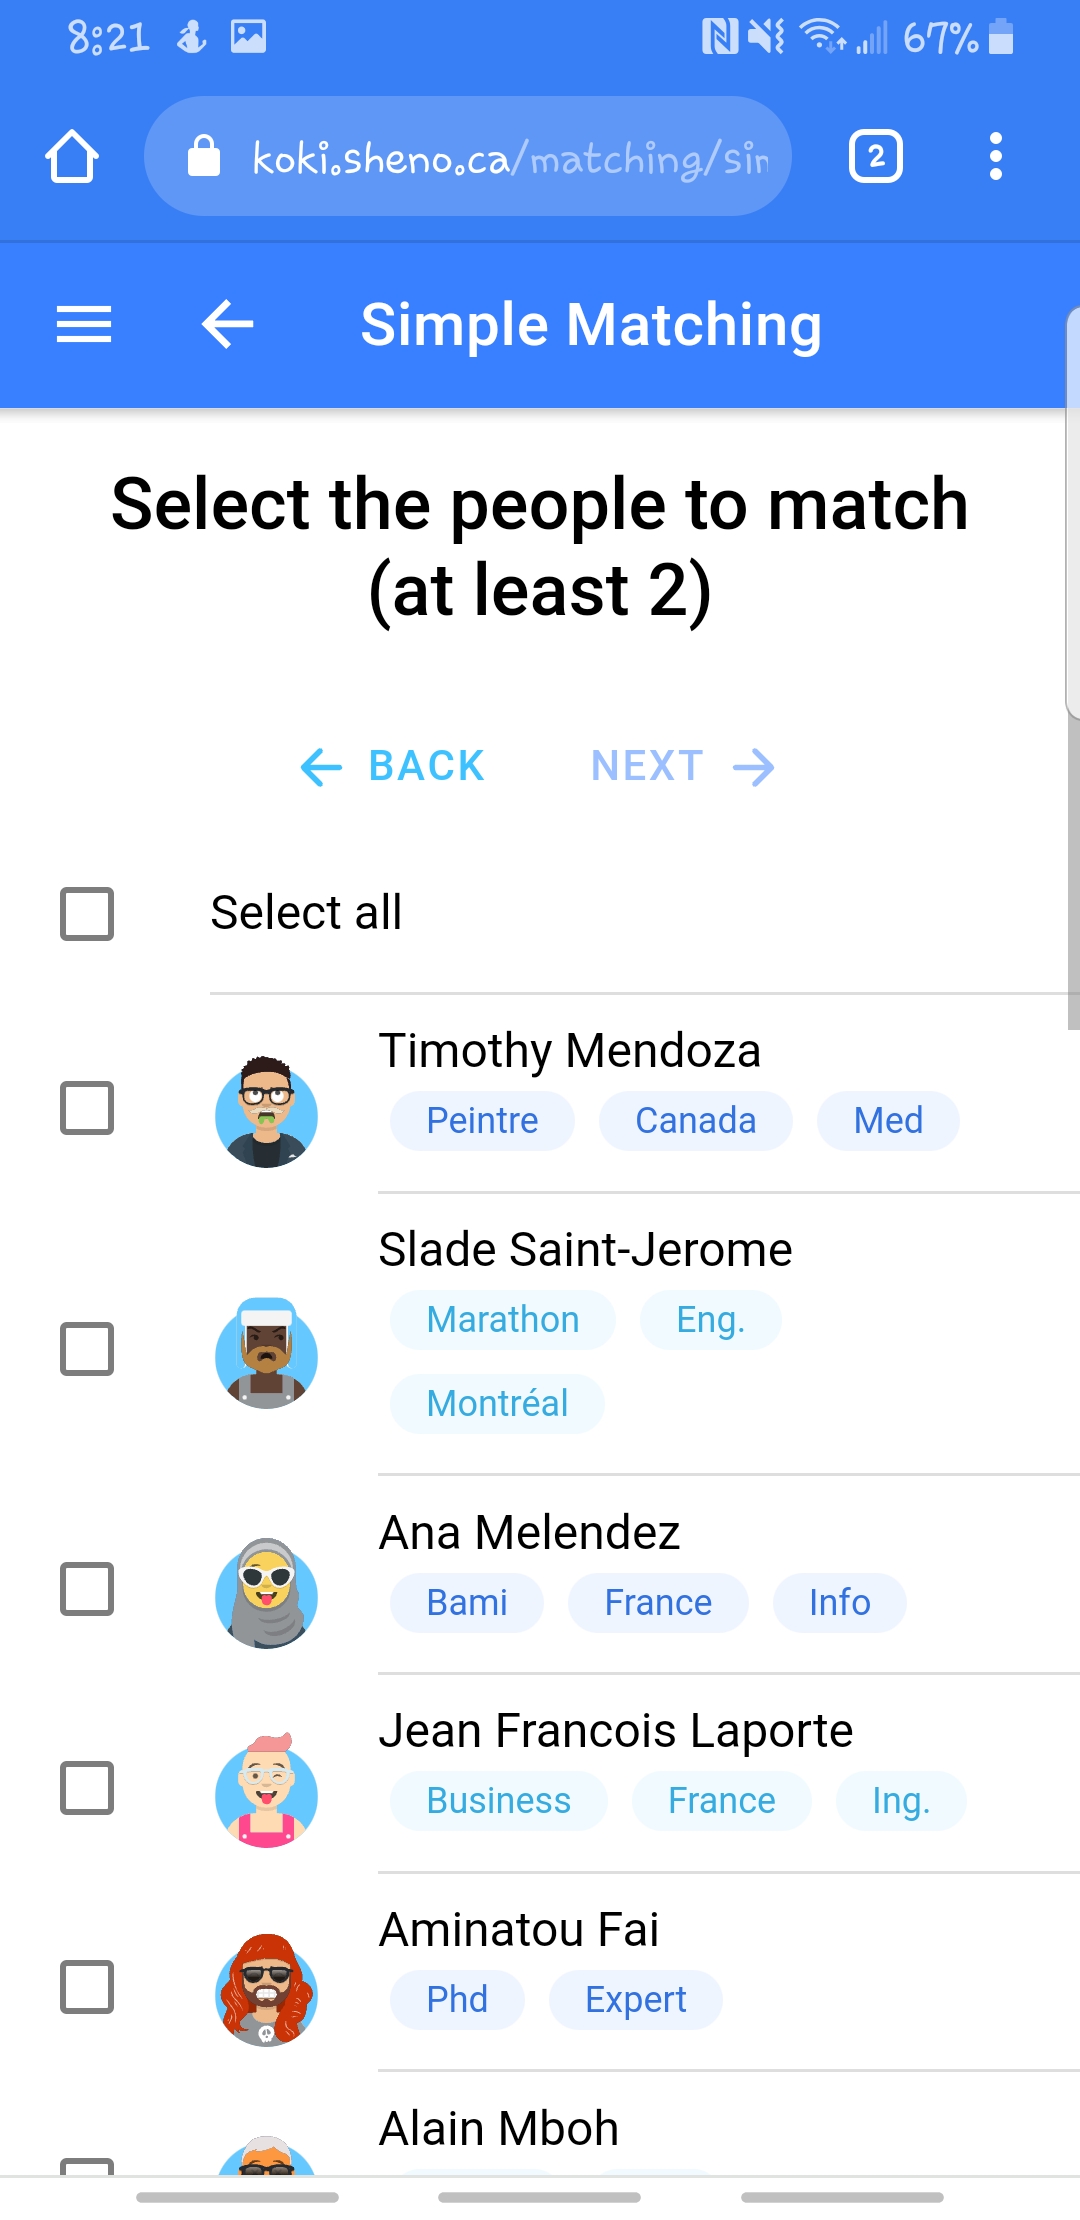 8:21 67%
koki.sheno.ca/matching/sin 2
Simple Matching
Select the people to match
(at least 2)
BACK NEXT
Select all
Timothy Mendoza
Peintre Canada Med
Slade Saint-Jerome
Marathon Eng.
Montréal
Ana Melendez
Bami France Info
Jean Francois Laporte
Business France Ing.
Aminatou Fai
Phd Expert
Alain Mboh